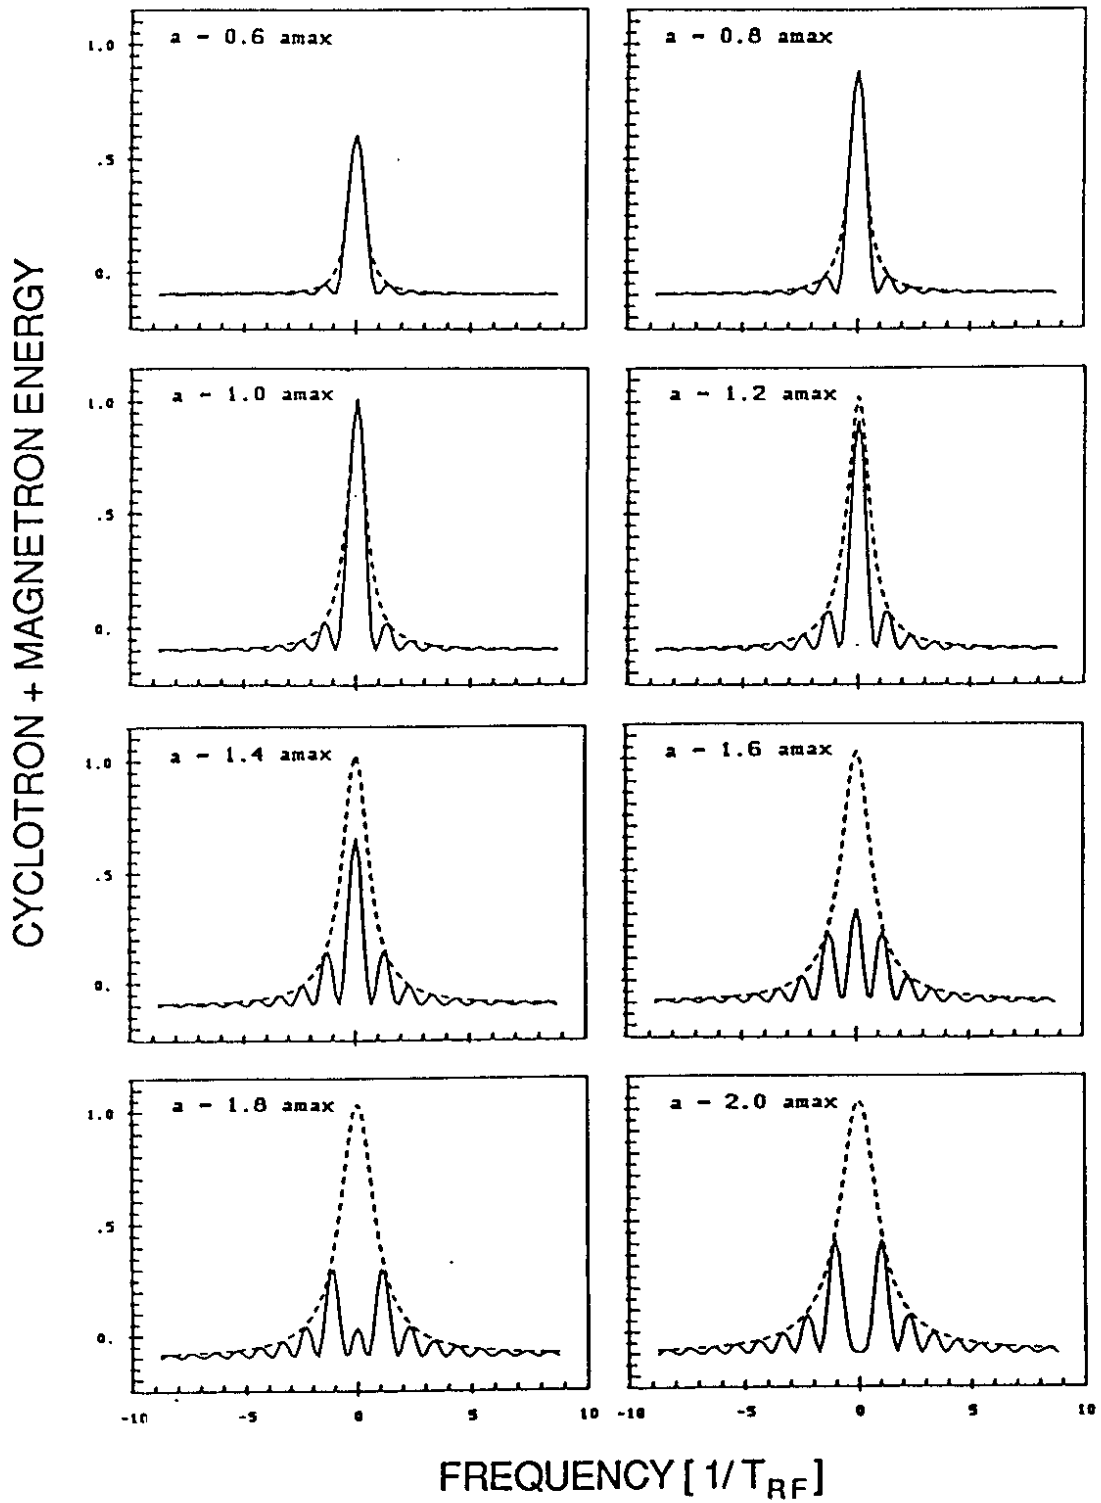 CYCLOTRON + MAGNETRON ENERGY
a - 0.6 amax
a - 0.8 amax
1.0
.5
0.
a - 1.0 amax
a - 1.2 amax
1.0
.5
0.
a - 1.4 amax
a - 1.6 amax
1.0
.5
0.
a - 1.8 amax
a - 2.0 amax
1.0
.5
0.
-10 -5 0 5 10 -10 -5 0 5 10
FREQUENCY [ 1/ TRF]